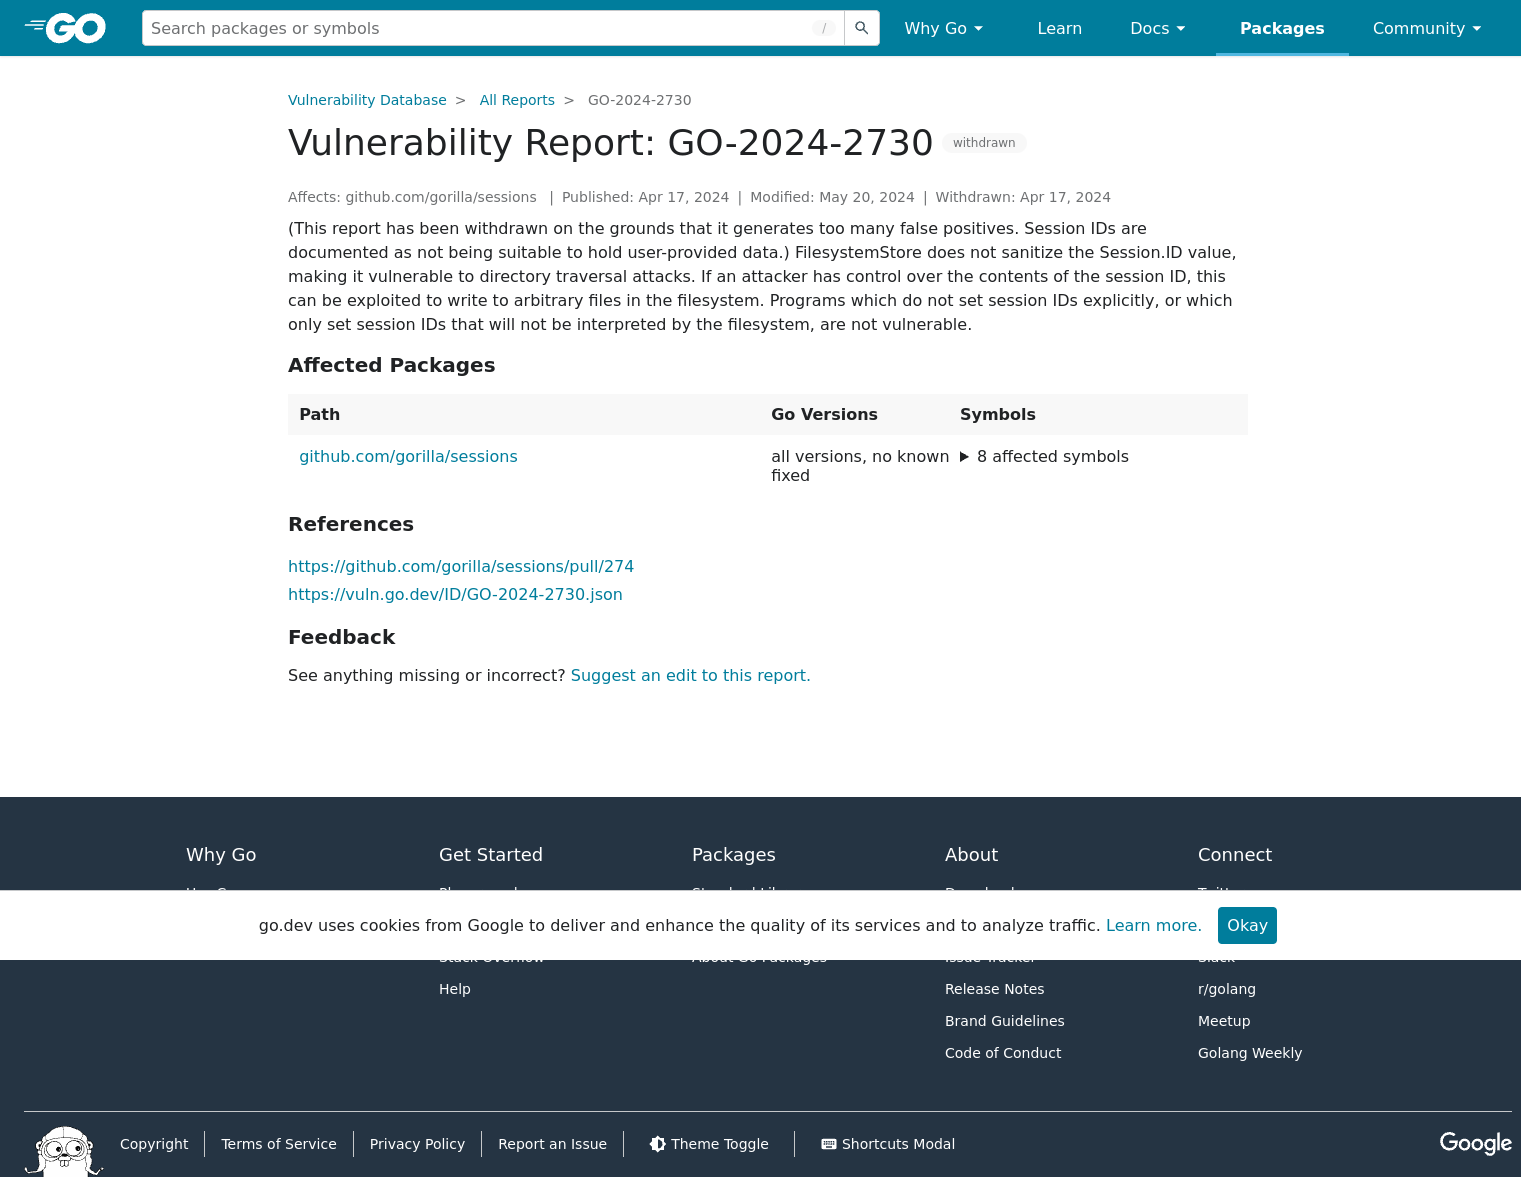 GO
Search packages or symbols
/
Why Go
Learn
Docs
Packages
Community
Vulnerability Database > All Reports > GO-2024-2730
Vulnerability Report: GO-2024-2730 withdrawn
Affects: github.com/gorilla/sessions | Published: Apr 17, 2024 | Modified: May 20, 2024 | Withdrawn: Apr 17, 2024
(This report has been withdrawn on the grounds that it generates too many false positives. Session IDs are
documented as not being suitable to hold user-provided data.) FilesystemStore does not sanitize the Session.ID value,
making it vulnerable to directory traversal attacks. If an attacker has control over the contents of the session ID, this
can be exploited to write to arbitrary files in the filesystem. Programs which do not set session IDs explicitly, or which
only set session IDs that will not be interpreted by the filesystem, are not vulnerable.
Affected Packages
Path Go Versions Symbols
github.com/gorilla/sessions all versions, no known 8 affected symbols
fixed
References
https://github.com/gorilla/sessions/pull/274
https://vuln.go.dev/ID/GO-2024-2730.json
Feedback
See anything missing or incorrect? Suggest an edit to this report.
Why Go Get Started Packages About Connect
go.dev uses cookies from Google to deliver and enhance the quality of its services and to analyze traffic. Learn more. Okay
Stack Overflow About Go Packages Issue Tracker Slack
Help Release Notes r/golang
Brand Guidelines Meetup
Code of Conduct Golang Weekly
Copyright Terms of Service Privacy Policy Report an Issue Theme Toggle Shortcuts Modal Google